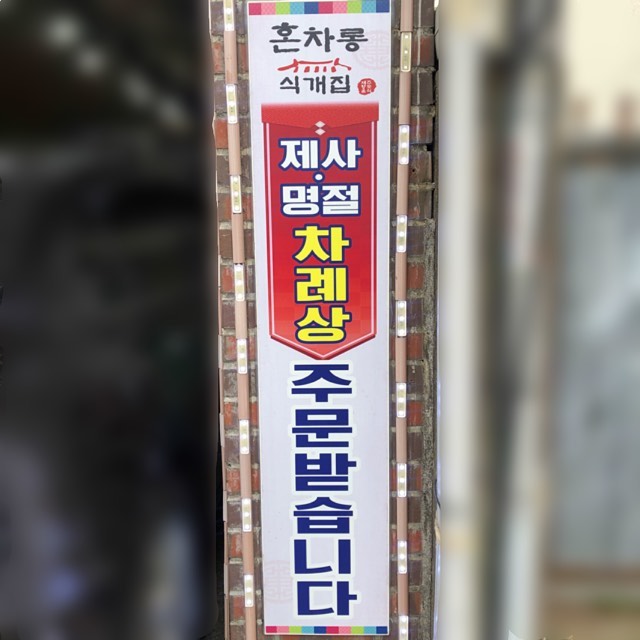 혼차롱
식개집
제사·
명절
차례상
주문받습니다